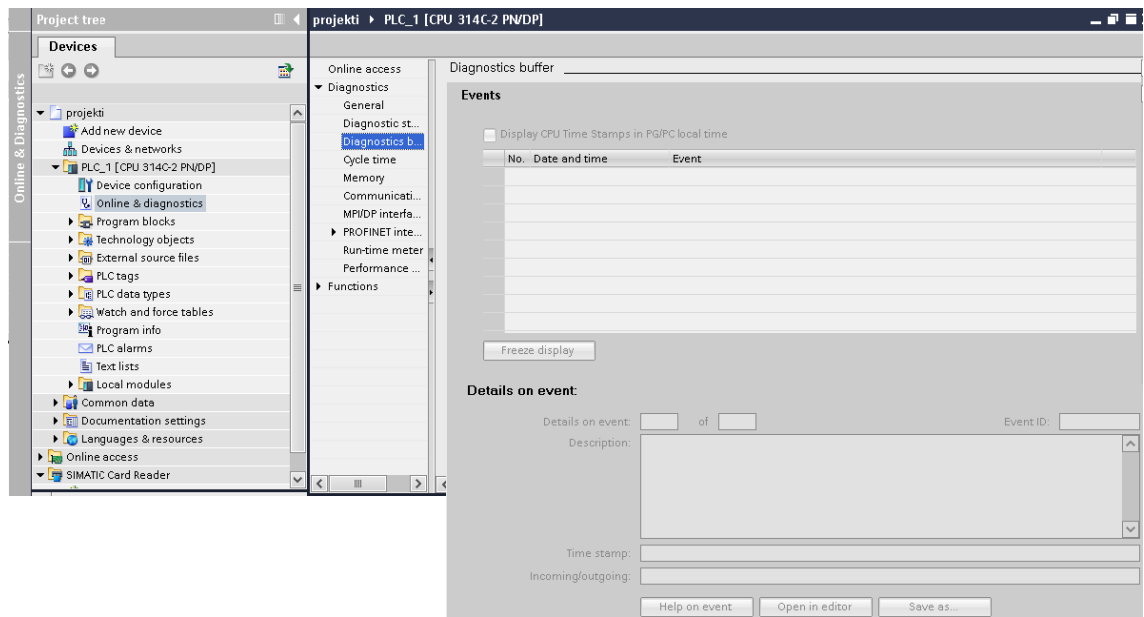 Project tree
Devices
Online & Diagnostics
projekti
Add new device
Devices & networks
PLC_1 [CPU 314C-2 PN/DP]
Device configuration
Online & diagnostics
Program blocks
Technology objects
External source files
PLC tags
PLC data types
Watch and force tables
Program info
PLC alarms
Text lists
Local modules
Common data
Documentation settings
Languages & resources
Online access
SIMATIC Card Reader
projekti PLC_1 [CPU 314C-2 PN/DP]
Online access
Diagnostics
General
Diagnostic st...
Diagnostics b...
Cycle time
Memory
Communicati...
MPI/DP interfa...
PROFINET inte...
Run-time meter
Performance ...
Functions
Diagnostics buffer
Events
Display CPU Time Stamps in PG/PC local time
No. Date and time Event
Freeze display
Details on event:
Details on event: of Event ID:
Description:
Time stamp:
Incoming/outgoing:
Help on event Open in editor Save as...